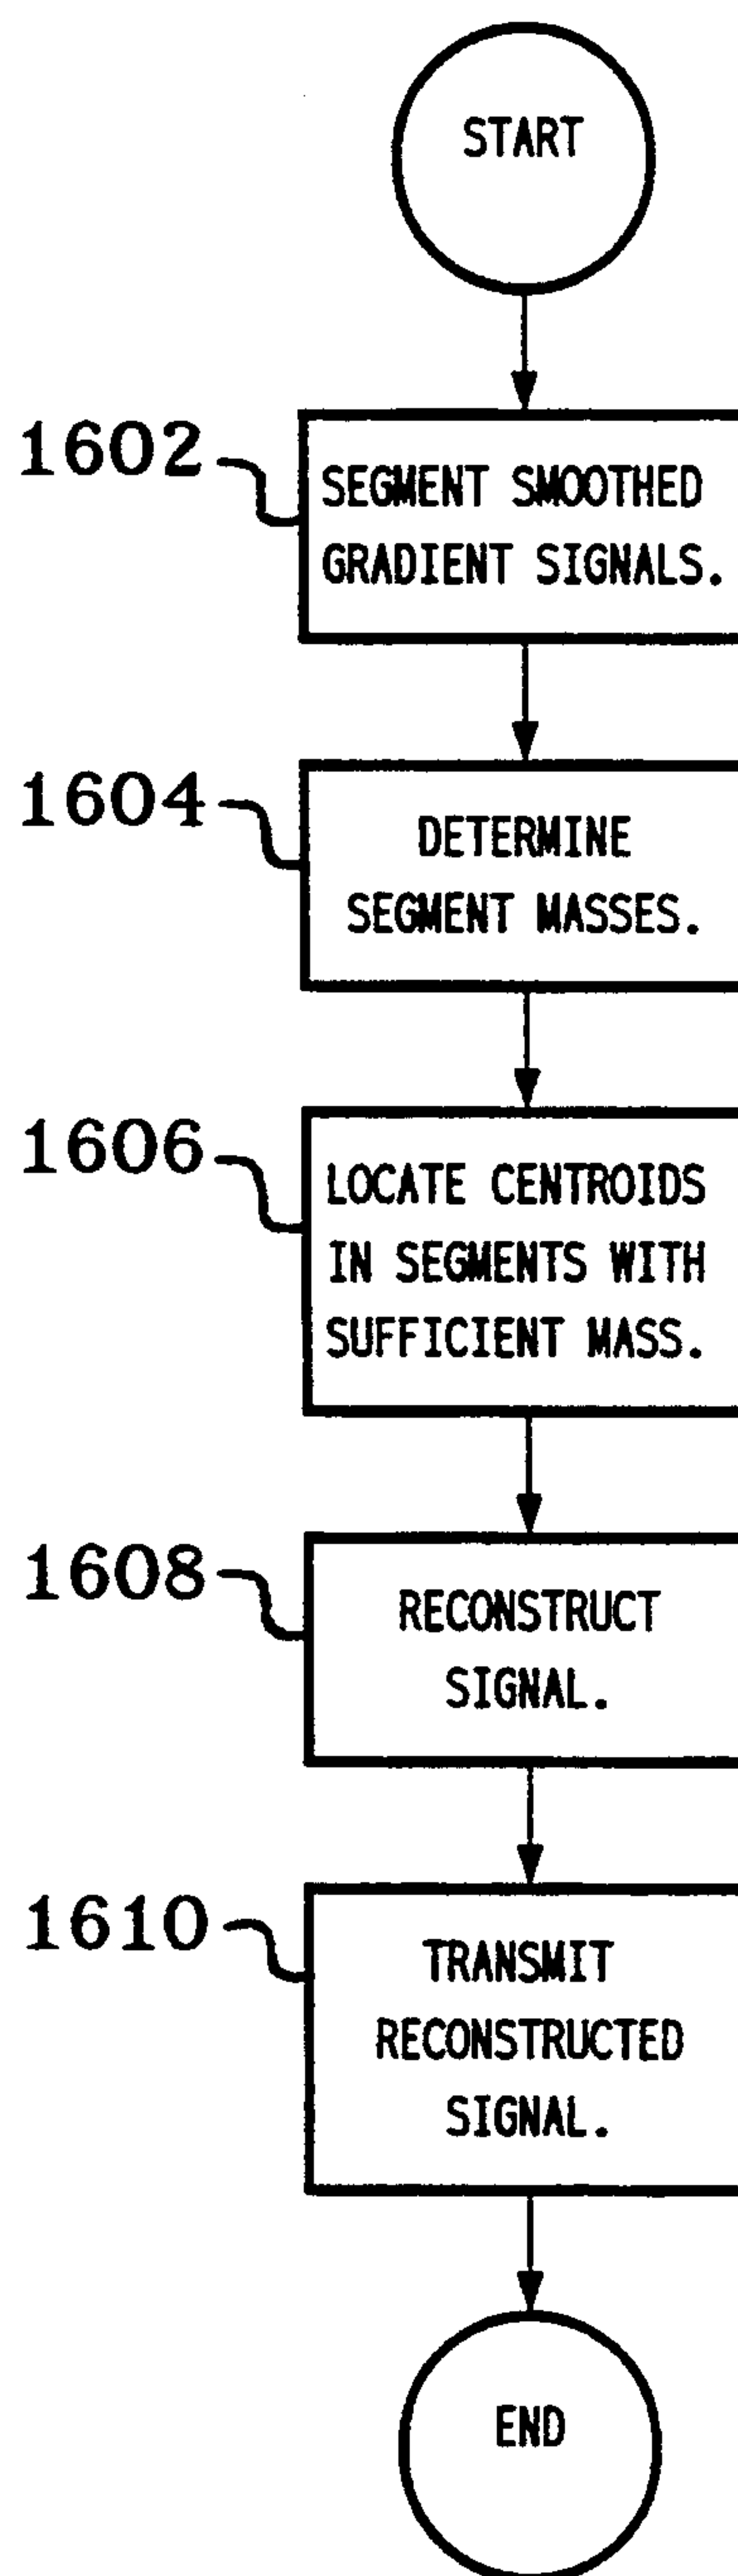 START
1602
SEGMENT SMOOTHED
GRADIENT SIGNALS.
1604
DETERMINE
SEGMENT MASSES.
1606
LOCATE CENTROIDS
IN SEGMENTS WITH
SUFFICIENT MASS.
1608
RECONSTRUCT
SIGNAL.
1610
TRANSMIT
RECONSTRUCTED
SIGNAL.
END